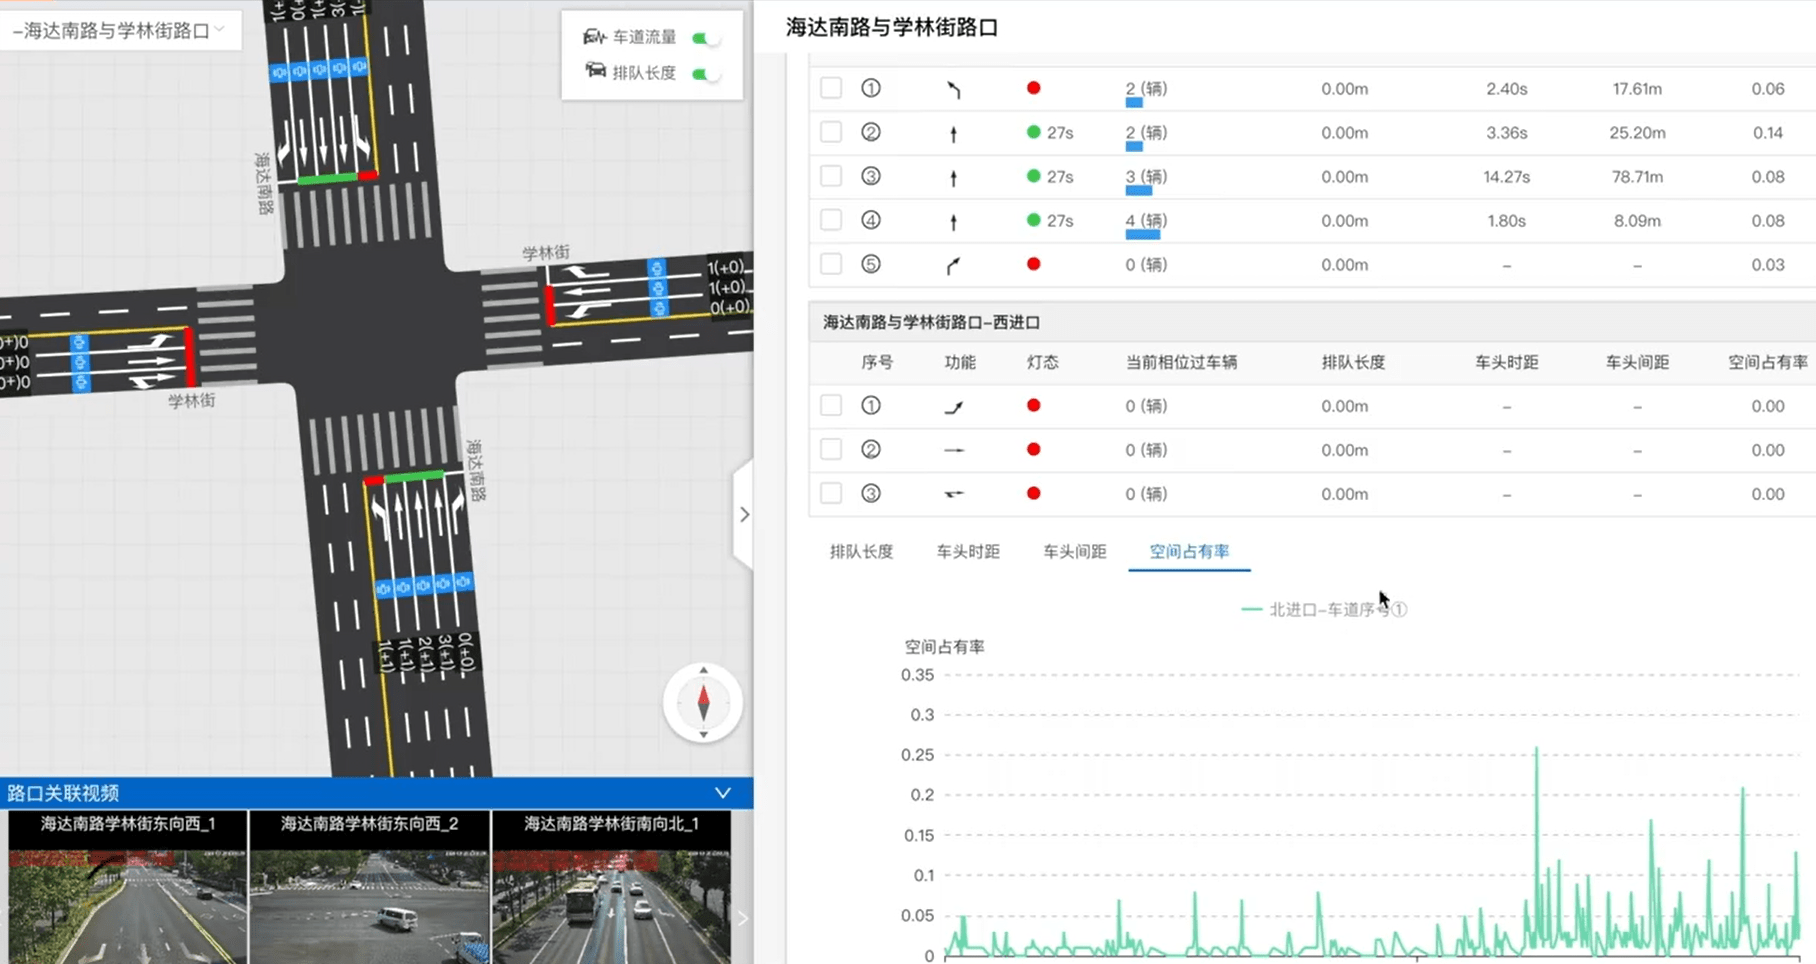 -海达南路与学林街路口
车道流量
排队长度
海达南路
学林街
1(+0)
1(+0)
0(+0)
0+)0
0+)0
0+)0
学林街
海达南路
1(+1)
1(+1)
2(+1)
3(+1)
0(+0)
路口关联视频
海达南路学林街东向西_1
海达南路学林街东向西_2
海达南路学林街南向北_1
海达南路与学林街路口
① 2 (辆) 0.00m 2.40s 17.61m 0.06
② 27s 2 (辆) 0.00m 3.36s 25.20m 0.14
③ 27s 3 (辆) 0.00m 14.27s 78.71m 0.08
④ 27s 4 (辆) 0.00m 1.80s 8.09m 0.08
⑤ 0 (辆) 0.00m – – 0.03
海达南路与学林街路口-西进口
序号 功能 灯态 当前相位过车辆 排队长度 车头时距 车头间距 空间占有率
① 0 (辆) 0.00m – – 0.00
② 0 (辆) 0.00m – – 0.00
③ 0 (辆) 0.00m – – 0.00
排队长度 车头时距 车头间距 空间占有率
北进口-车道序号①
空间占有率
0.35
0.3
0.25
0.2
0.15
0.1
0.05
0